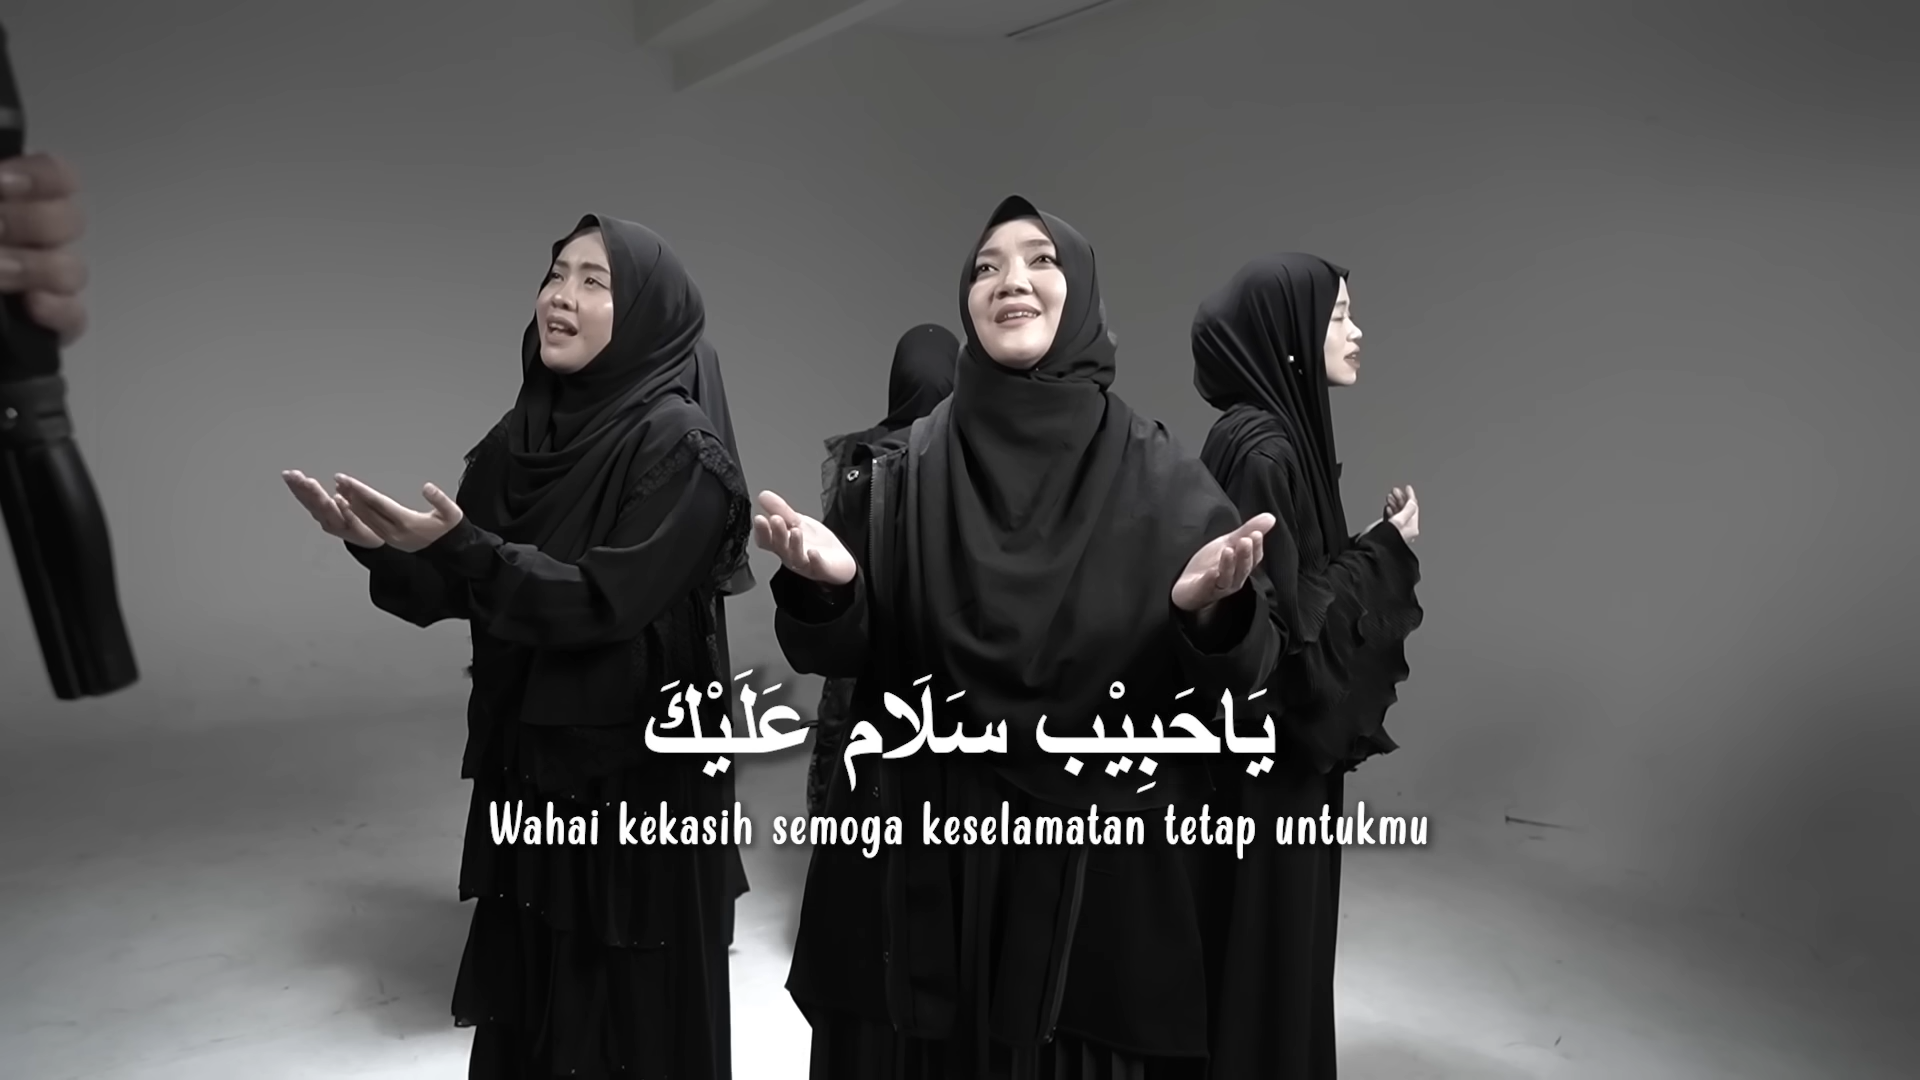 يَاحَبِيْب سَلَام عَلَيْكَ
Wahai kekasih semoga keselamatan tetap untukmu